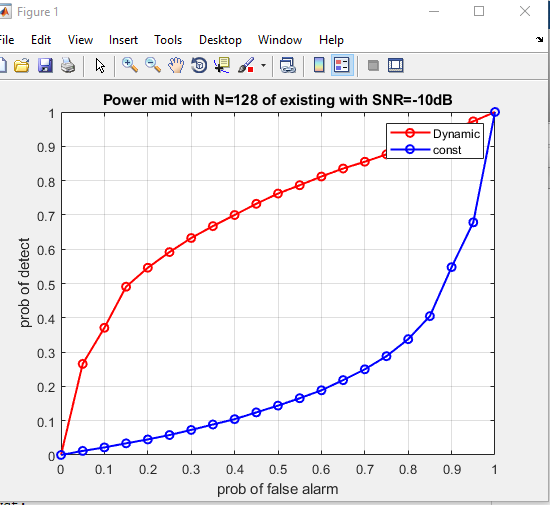 Figure 1
File Edit View Insert Tools Desktop Window Help
Power mid with N=128 of existing with SNR=-10dB
Dynamic
const
prob of detect
1
0.9
0.8
0.7
0.6
0.5
0.4
0.3
0.2
0.1
0
0 0.1 0.2 0.3 0.4 0.5 0.6 0.7 0.8 0.9 1
prob of false alarm